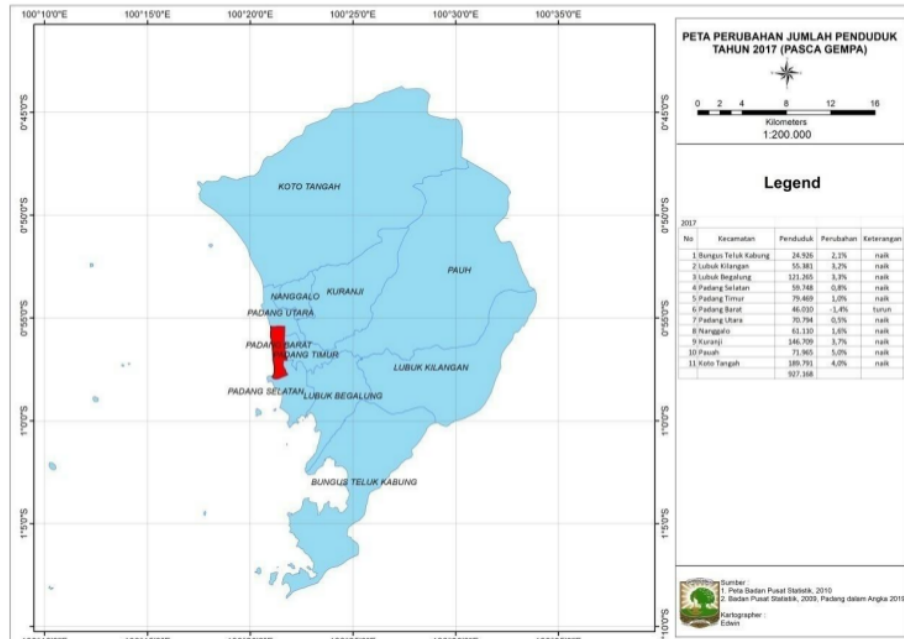 100°10'0"E 100°15'0"E 100°20'0"E 100°25'0"E 100°30'0"E 100°35'0"E
0°45'0"S 0°45'0"S
0°50'0"S 0°50'0"S
0°55'0"S 0°55'0"S
1°0'0"S 1°0'0"S
1°5'0"S 1°5'0"S
KOTO TANGAH
PAUH
KURANJI
NANGGALO
PADANG UTARA
PADANG BARAT
PADANG TIMUR
LUBUK KILANGAN
PADANG SELATAN
LUBUK BEGALUNG
BUNGUS TELUK KABUNG
PETA PERUBAHAN JUMLAH PENDUDUK
TAHUN 2017 (PASCA GEMPA)
0 2 4 8 12 16
Kilometers
1:200.000
Legend
2017
No Kecamatan Penduduk Perubahan Keterangan
1 Bungus Teluk Kabung 24.926 2,1% naik
2 Lubuk Kilangan 55.381 3,2% naik
3 Lubuk Begalung 121.265 3,3% naik
4 Padang Selatan 59.748 0,8% naik
5 Padang Timur 79.469 1,0% naik
6 Padang Barat 46.010 -1,4% turun
7 Padang Utara 70.794 0,5% naik
8 Nanggalo 61.110 1,6% naik
9 Kuranji 146.709 3,7% naik
10 Pauah 71.965 5,0% naik
11 Koto Tangah 189.791 4,0% naik
927.168
Sumber :
1. Peta Badan Pusat Statistik, 2010
2. Badan Pusat Statistik, 2009, Padang dalam Angka 2019
Kartographer :
Edwin